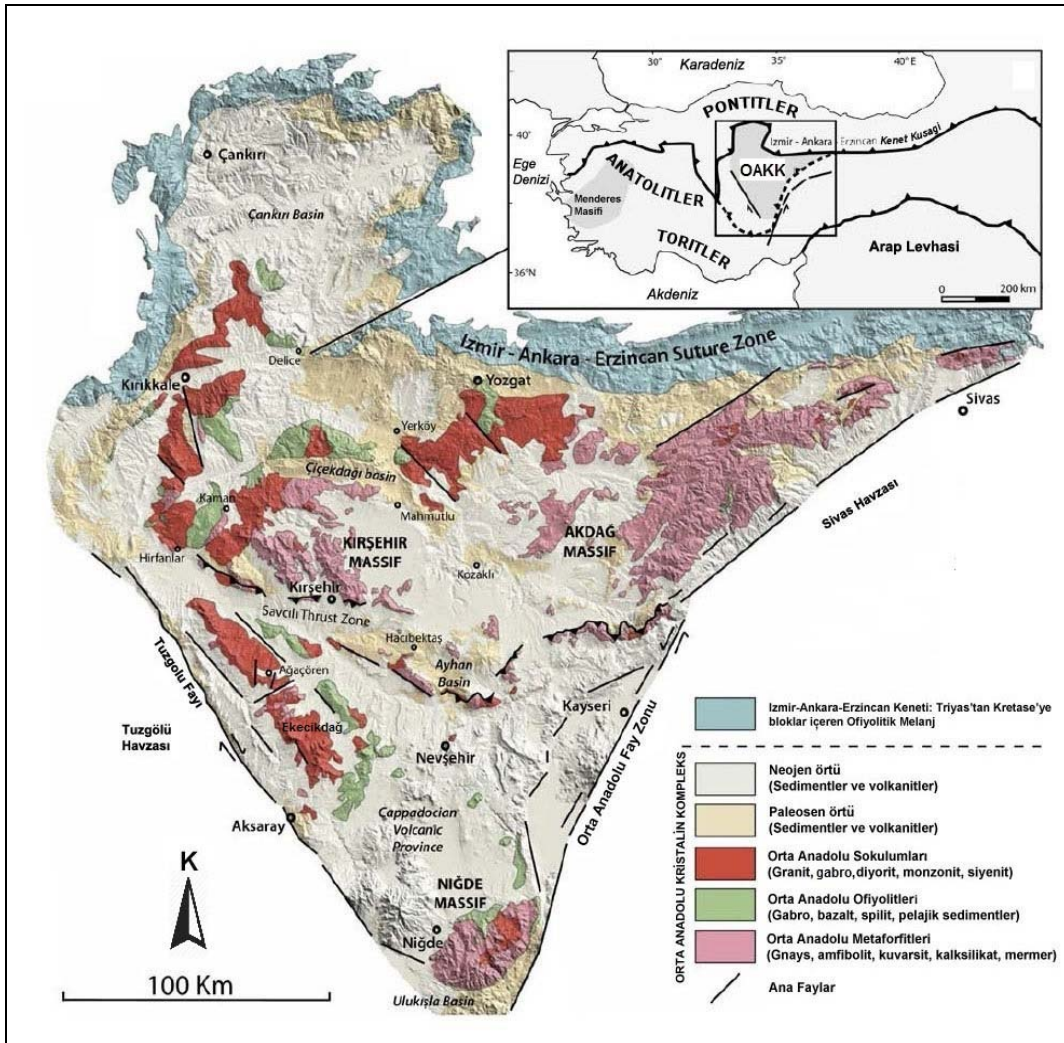 30°E
35°E
40°E
Karadeniz
PONTİTLER
40°
Izmir - Ankara - Erzincan Kenet Kusagi
Ege
Denizi
ANATOLİTLER
OAKK
Menderes
Masifi
TORİTLER
Arap Levhasi
36°N
Akdeniz
0 200 km
Çankırı
Çankırı Basin
Delice
Izmir - Ankara - Erzincan Suture Zone
Kırıkkale
Yozgat
Sivas
Yerköy
Çiçekdağı basin
Kaman
Mahmutlu
Sivas Havzası
KIRŞEHİR
MASSIF
AKDAĞ
MASSIF
Hirfanlar
Kozaklı
Kırşehir
Savcılı Thrust Zone
Hacıbektaş
Ayhan
Basin
Tuzgolu Fayı
Ağaçören
Kayseri
Tuzgölü
Havzası
Ekecikdağ
Nevşehir
Orta Anadolu Fay Zonu
Aksaray
Cappadocian
Volcanic
Province
K
NİĞDE
MASSIF
Niğde
100 Km
Ulukışla Basin
Izmir-Ankara-Erzincan Keneti: Triyas'tan Kretase'ye
bloklar içeren Ofiyolitik Melanj
ORTA ANADOLU KRİSTALİN KOMPLEKS
Neojen örtü
(Sedimentler ve volkanitler)
Paleosen örtü
(Sedimentler ve volkanitler)
Orta Anadolu Sokulumları
(Granit, gabro,diyorit, monzonit, siyenit)
Orta Anadolu Ofiyolitleri
(Gabro, bazalt, spilit, pelajik sedimentler)
Orta Anadolu Metaforfitleri
(Gnays, amfibolit, kuvarsit, kalksilikat, mermer)
Ana Faylar